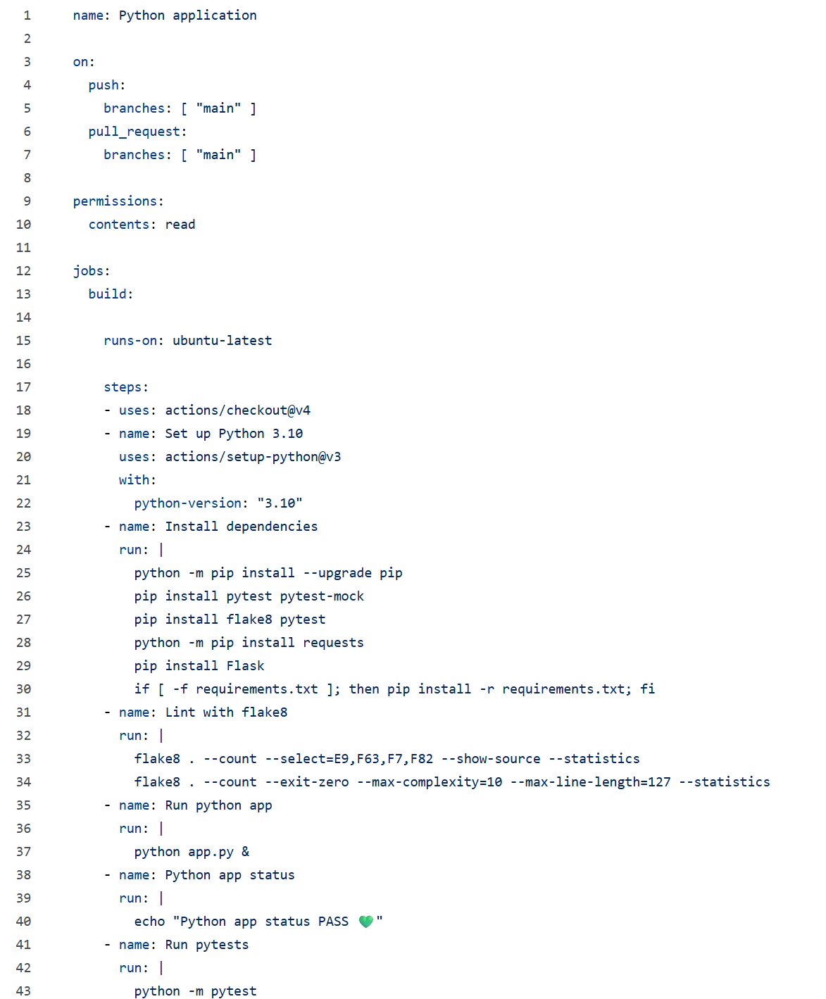 1 name: Python application
2
3 on:
4   push:
5     branches: [ "main" ]
6   pull_request:
7     branches: [ "main" ]
8
9 permissions:
10   contents: read
11
12 jobs:
13   build:
14
15     runs-on: ubuntu-latest
16
17     steps:
18     - uses: actions/checkout@v4
19     - name: Set up Python 3.10
20       uses: actions/setup-python@v3
21       with:
22         python-version: "3.10"
23     - name: Install dependencies
24       run: |
25         python -m pip install --upgrade pip
26         pip install pytest pytest-mock
27         pip install flake8 pytest
28         python -m pip install requests
29         pip install Flask
30         if [ -f requirements.txt ]; then pip install -r requirements.txt; fi
31     - name: Lint with flake8
32       run: |
33         flake8 . --count --select=E9,F63,F7,F82 --show-source --statistics
34         flake8 . --count --exit-zero --max-complexity=10 --max-line-length=127 --statistics
35     - name: Run python app
36       run: |
37         python app.py &
38     - name: Python app status
39       run: |
40         echo "Python app status PASS 💚"
41     - name: Run pytests
42       run: |
43         python -m pytest